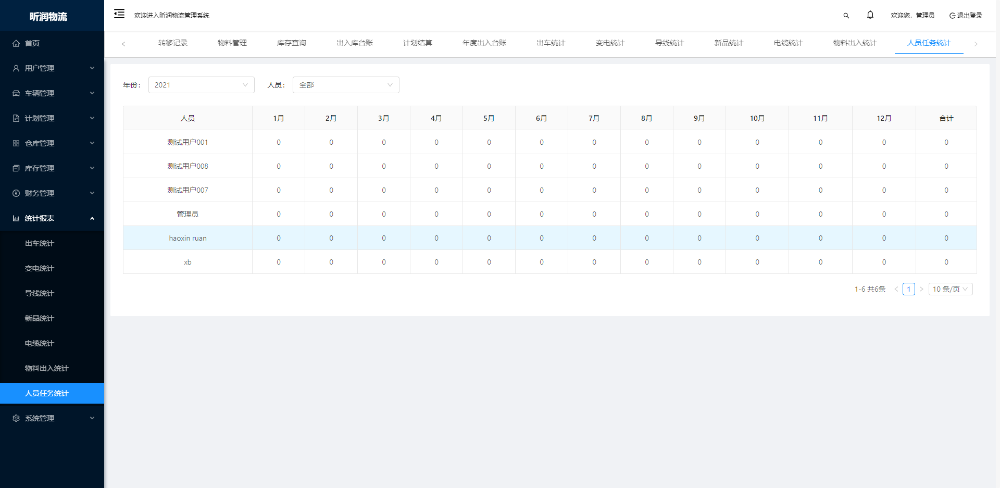 昕润物流
欢迎进入昕润物流管理系统
欢迎您，管理员
退出登录
首页
用户管理
车辆管理
计划管理
仓库管理
库存管理
财务管理
统计报表
出车统计
变电统计
导线统计
新品统计
电缆统计
物料出入统计
人员任务统计
系统管理
转移记录 物料管理 库存查询 出入库台账 计划结算 年度出入台账 出车统计 变电统计 导线统计 新品统计 电缆统计 物料出入统计 人员任务统计
年份： 2021 人员： 全部
人员 1月 2月 3月 4月 5月 6月 7月 8月 9月 10月 11月 12月 合计
测试用户001 0 0 0 0 0 0 0 0 0 0 0 0 0
测试用户008 0 0 0 0 0 0 0 0 0 0 0 0 0
测试用户007 0 0 0 0 0 0 0 0 0 0 0 0 0
管理员 0 0 0 0 0 0 0 0 0 0 0 0 0
haoxin ruan 0 0 0 0 0 0 0 0 0 0 0 0 0
xb 0 0 0 0 0 0 0 0 0 0 0 0 0
1-6 共6条 1 10 条/页